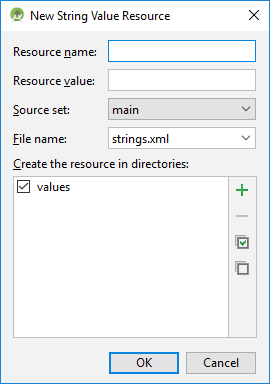 New String Value Resource
Resource name:
Resource value:
Source set: main
File name: strings.xml
Create the resource in directories:
values
OK Cancel